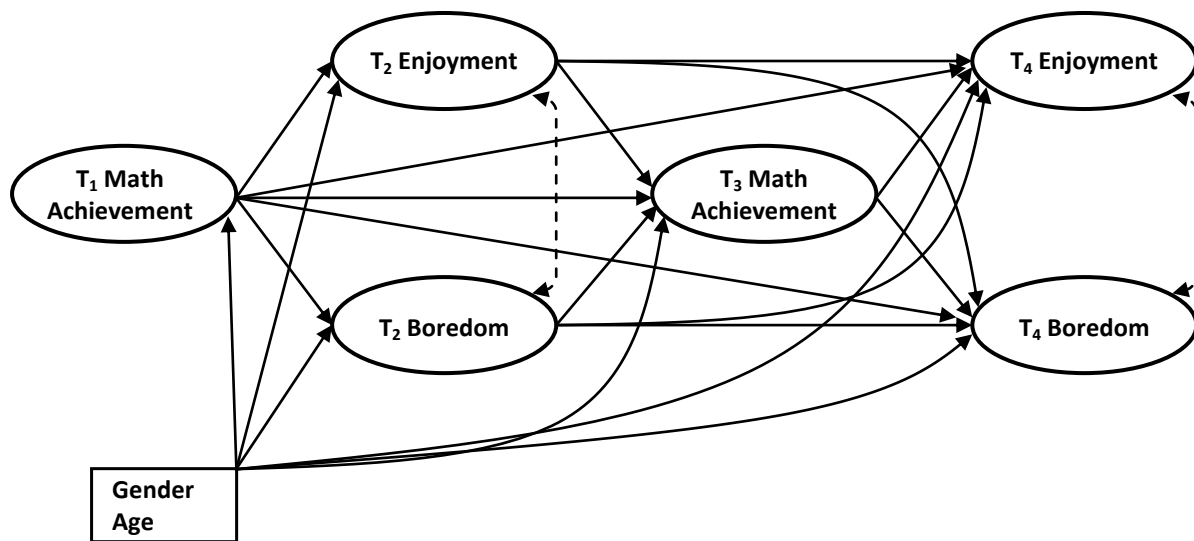 T₂ Enjoyment
T₄ Enjoyment
T₁ Math
Achievement
T₃ Math
Achievement
T₂ Boredom
T₄ Boredom
Gender
Age